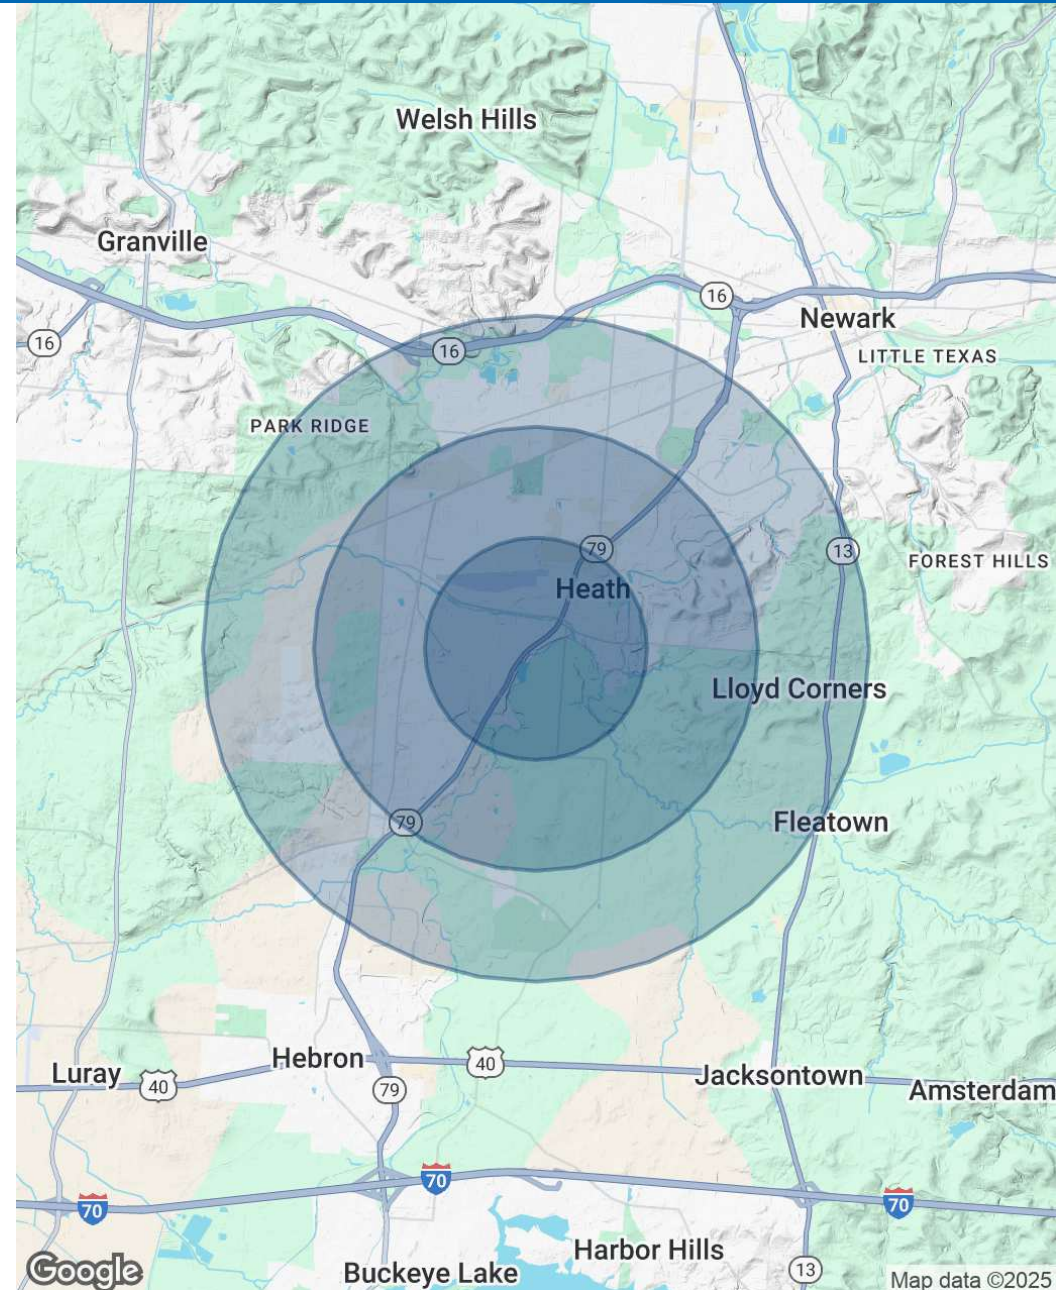 Welsh Hills
Granville
16
Newark
16
16
LITTLE TEXAS
PARK RIDGE
79
13
FOREST HILLS
Heath
Lloyd Corners
79
Fleatown
Hebron
40
Luray
40
79
Jacksontown
Amsterdam
70
70
70
Harbor Hills
Buckeye Lake
13
Google
Map data ©2025